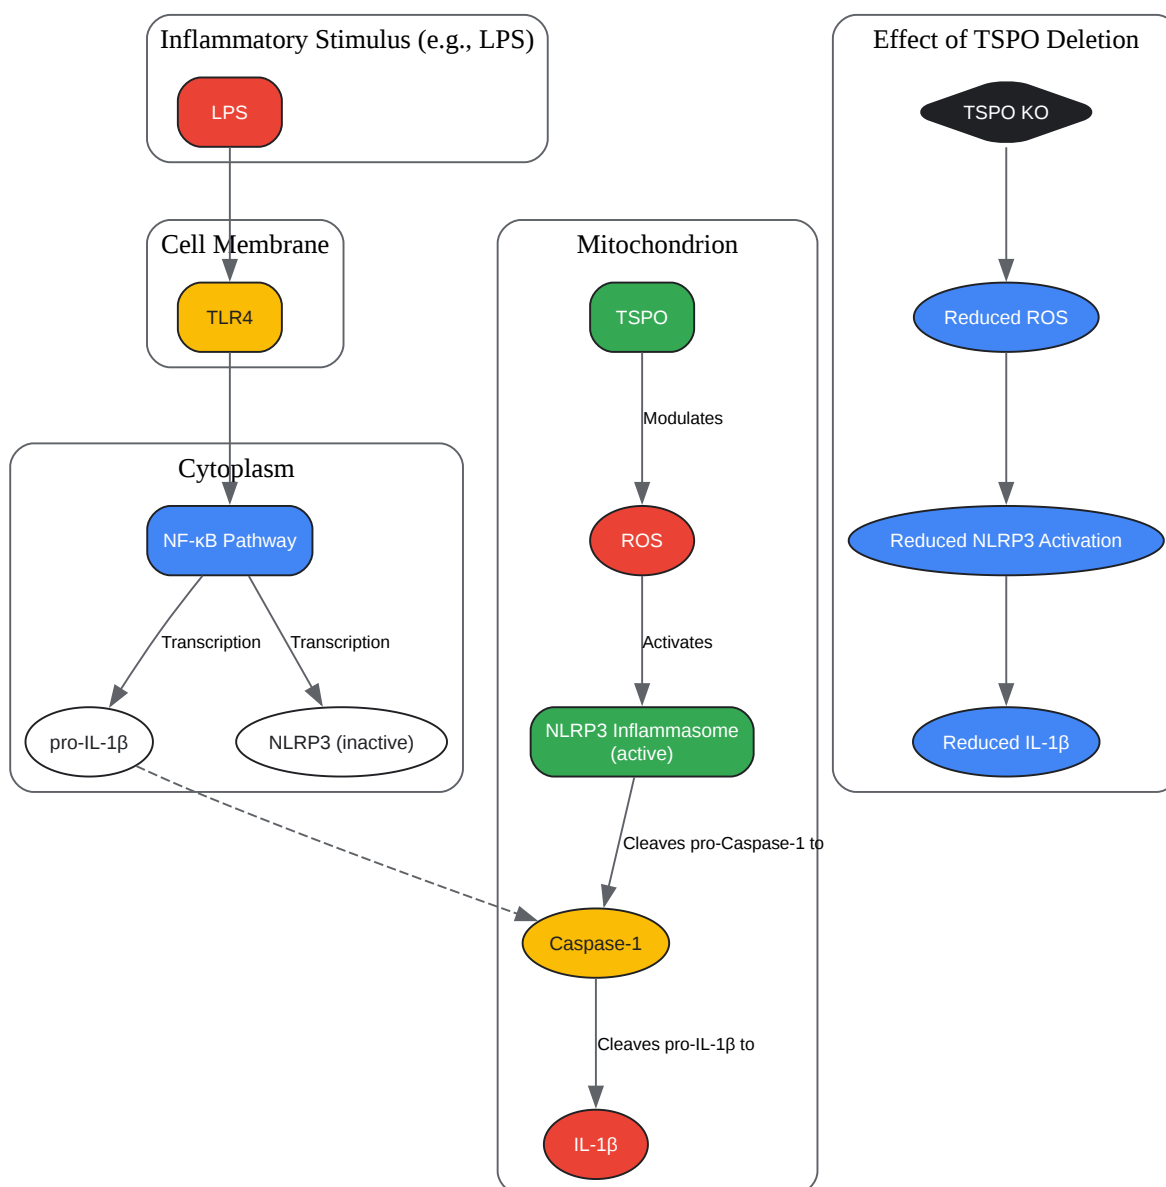 Inflammatory Stimulus (e.g., LPS)
LPS
Cell Membrane
TLR4
Cytoplasm
NF-κB Pathway
Transcription
Transcription
pro-IL-1β
NLRP3 (inactive)
Mitochondrion
TSPO
Modulates
ROS
Activates
NLRP3 Inflammasome
(active)
Cleaves pro-Caspase-1 to
Caspase-1
Cleaves pro-IL-1β to
IL-1β
Effect of TSPO Deletion
TSPO KO
Reduced ROS
Reduced NLRP3 Activation
Reduced IL-1β